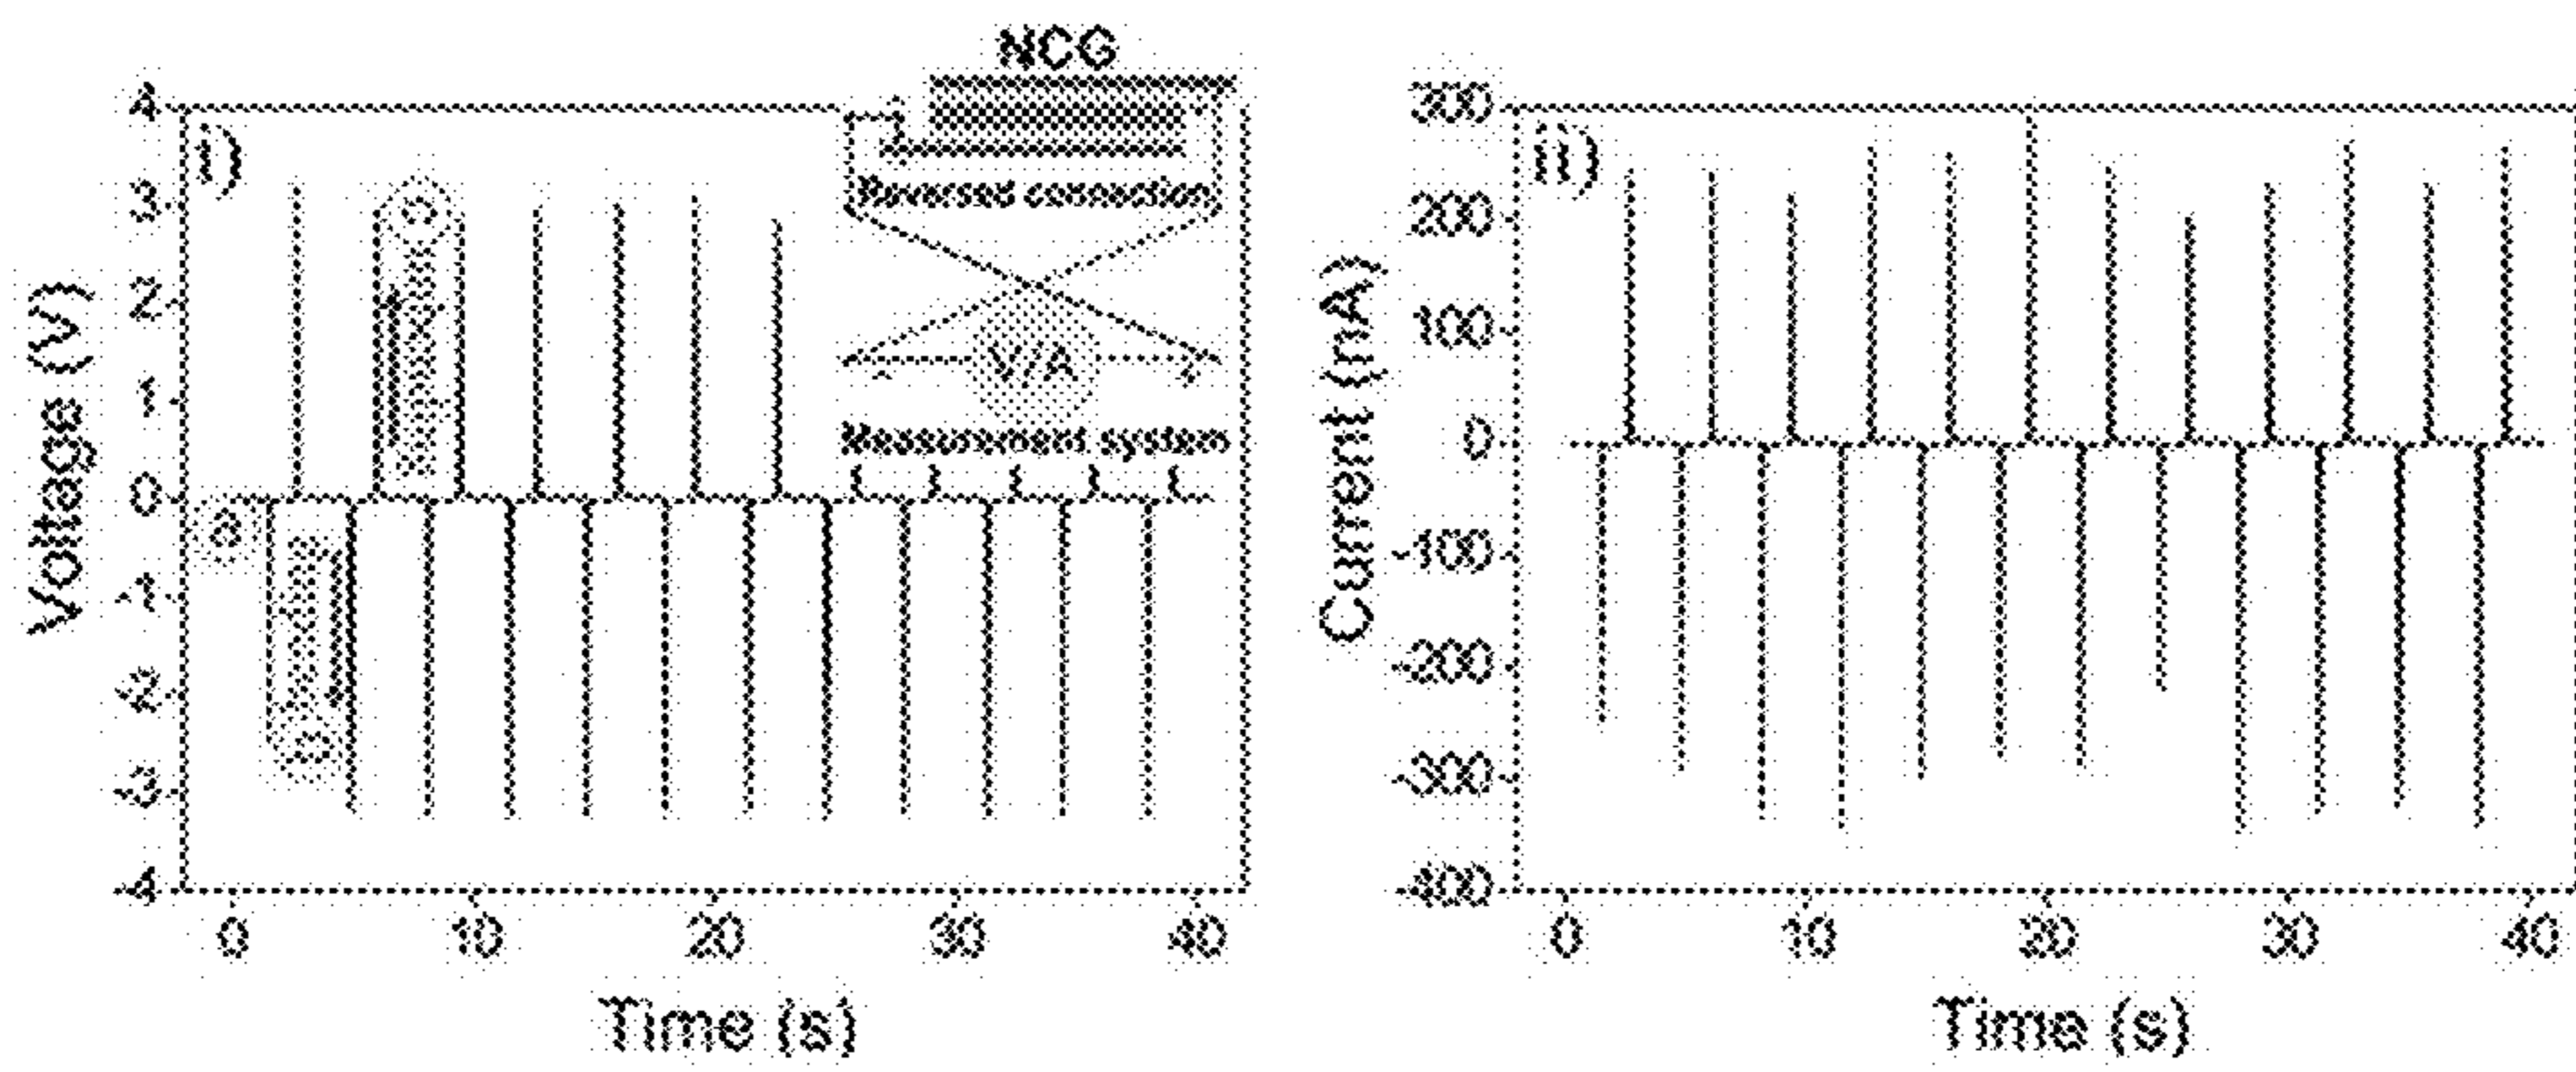 NCG
i)
Reversed connection
V/A
Measurement system
4
3
2
1
0
-1
-2
-3
-4
Voltage (V)
0 10 20 30 40
Time (s)
ii)
300
200
100
0
-100
-200
-300
-400
Current (nA)
0 10 20 30 40
Time (s)